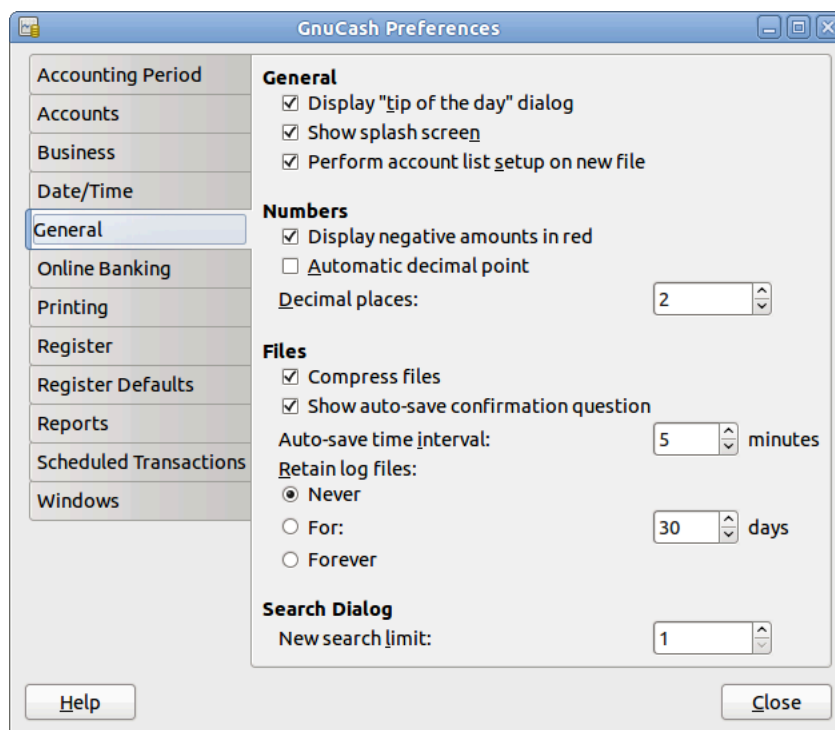 GnuCash Preferences
Accounting Period
Accounts
Business
Date/Time
General
Online Banking
Printing
Register
Register Defaults
Reports
Scheduled Transactions
Windows
General
Display "tip of the day" dialog
Show splash screen
Perform account list setup on new file
Numbers
Display negative amounts in red
Automatic decimal point
Decimal places: 2
Files
Compress files
Show auto-save confirmation question
Auto-save time interval: 5 minutes
Retain log files:
Never
For: 30 days
Forever
Search Dialog
New search limit: 1
Help Close